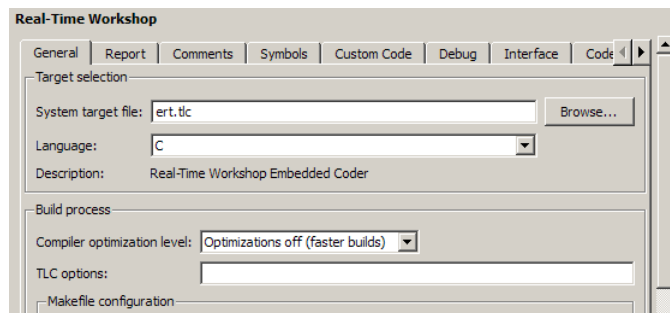 Real-Time Workshop
General Report Comments Symbols Custom Code Debug Interface Code
Target selection
System target file: ert.tlc Browse...
Language: C
Description: Real-Time Workshop Embedded Coder
Build process
Compiler optimization level: Optimizations off (faster builds)
TLC options:
Makefile configuration